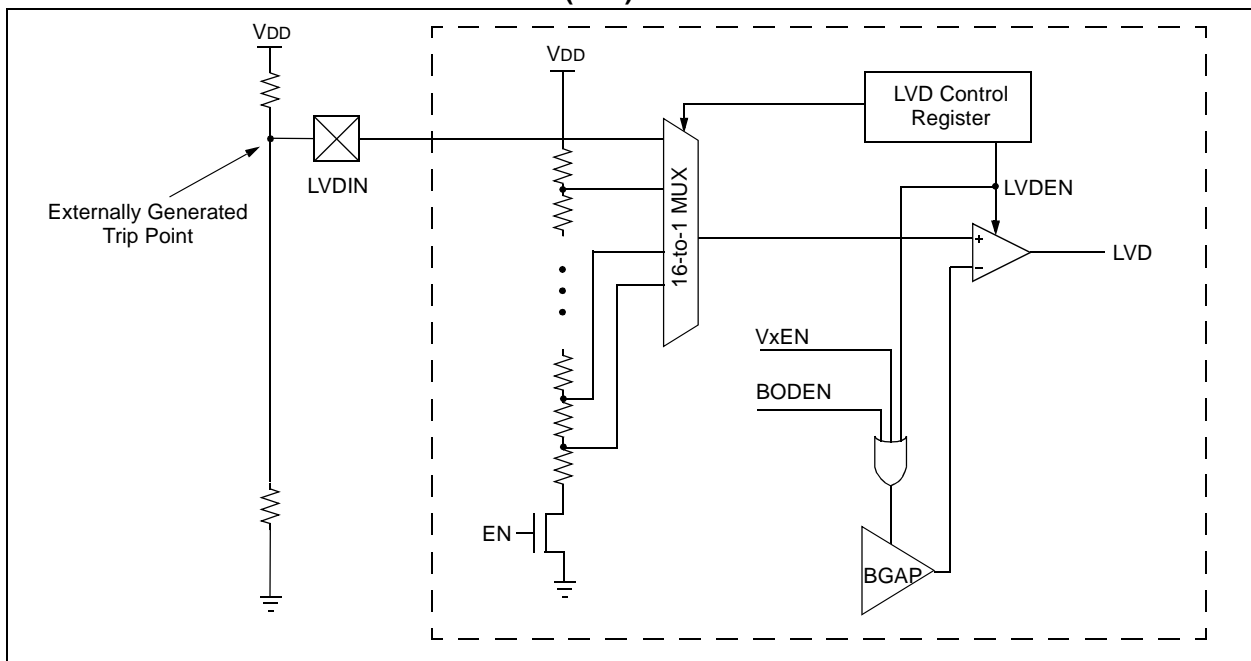 VDD
Externally Generated
Trip Point
LVDIN
VDD
16-to-1 MUX
LVD Control
Register
LVDEN
+
–
LVD
VxEN
BODEN
BGAP
EN